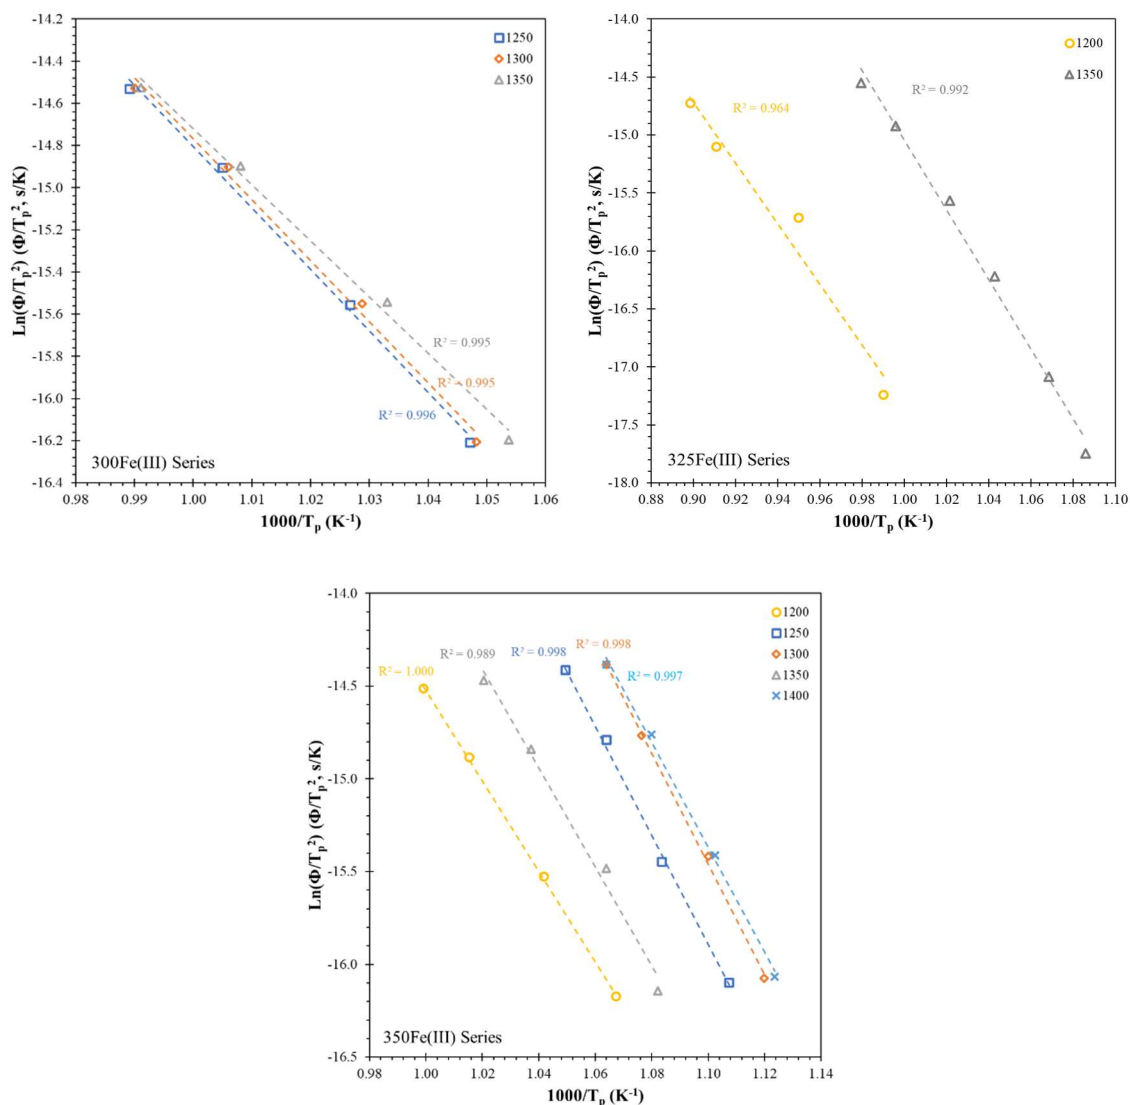 -14.2
-14.4
-14.6
-14.8
-15.0
-15.2
-15.4
-15.6
-15.8
-16.0
-16.2
-16.4
Ln(Φ/Tp²) (Φ/Tp², s/K)
1250
1300
1350
R² = 0.995
R² = 0.995
R² = 0.996
300Fe(III) Series
0.98 0.99 1.00 1.01 1.02 1.03 1.04 1.05 1.06
1000/Tp (K⁻¹)
-14.0
-14.5
-15.0
-15.5
-16.0
-16.5
-17.0
-17.5
-18.0
Ln(Φ/Tp²) (Φ/Tp², s/K)
1200
1350
R² = 0.964
R² = 0.992
325Fe(III) Series
0.88 0.90 0.92 0.94 0.96 0.98 1.00 1.02 1.04 1.06 1.08 1.10
1000/Tp (K⁻¹)
-14.0
-14.5
-15.0
-15.5
-16.0
-16.5
Ln(Φ/Tp²) (Φ/Tp², s/K)
1200
1250
1300
1350
1400
R² = 1.000
R² = 0.989
R² = 0.998
R² = 0.998
R² = 0.997
350Fe(III) Series
0.98 1.00 1.02 1.04 1.06 1.08 1.10 1.12 1.14
1000/Tp (K⁻¹)